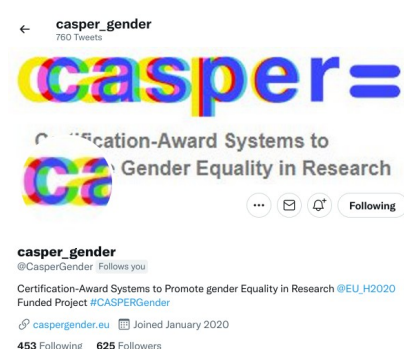 casper_gender
760 Tweets
casper=
Certification-Award Systems to
Gender Equality in Research
ca
Following
casper_gender
@CasperGender Follows you
Certification-Award Systems to Promote gender Equality in Research @EU_H2020
Funded Project #CASPERGender
caspergender.eu Joined January 2020
453 Following 625 Followers